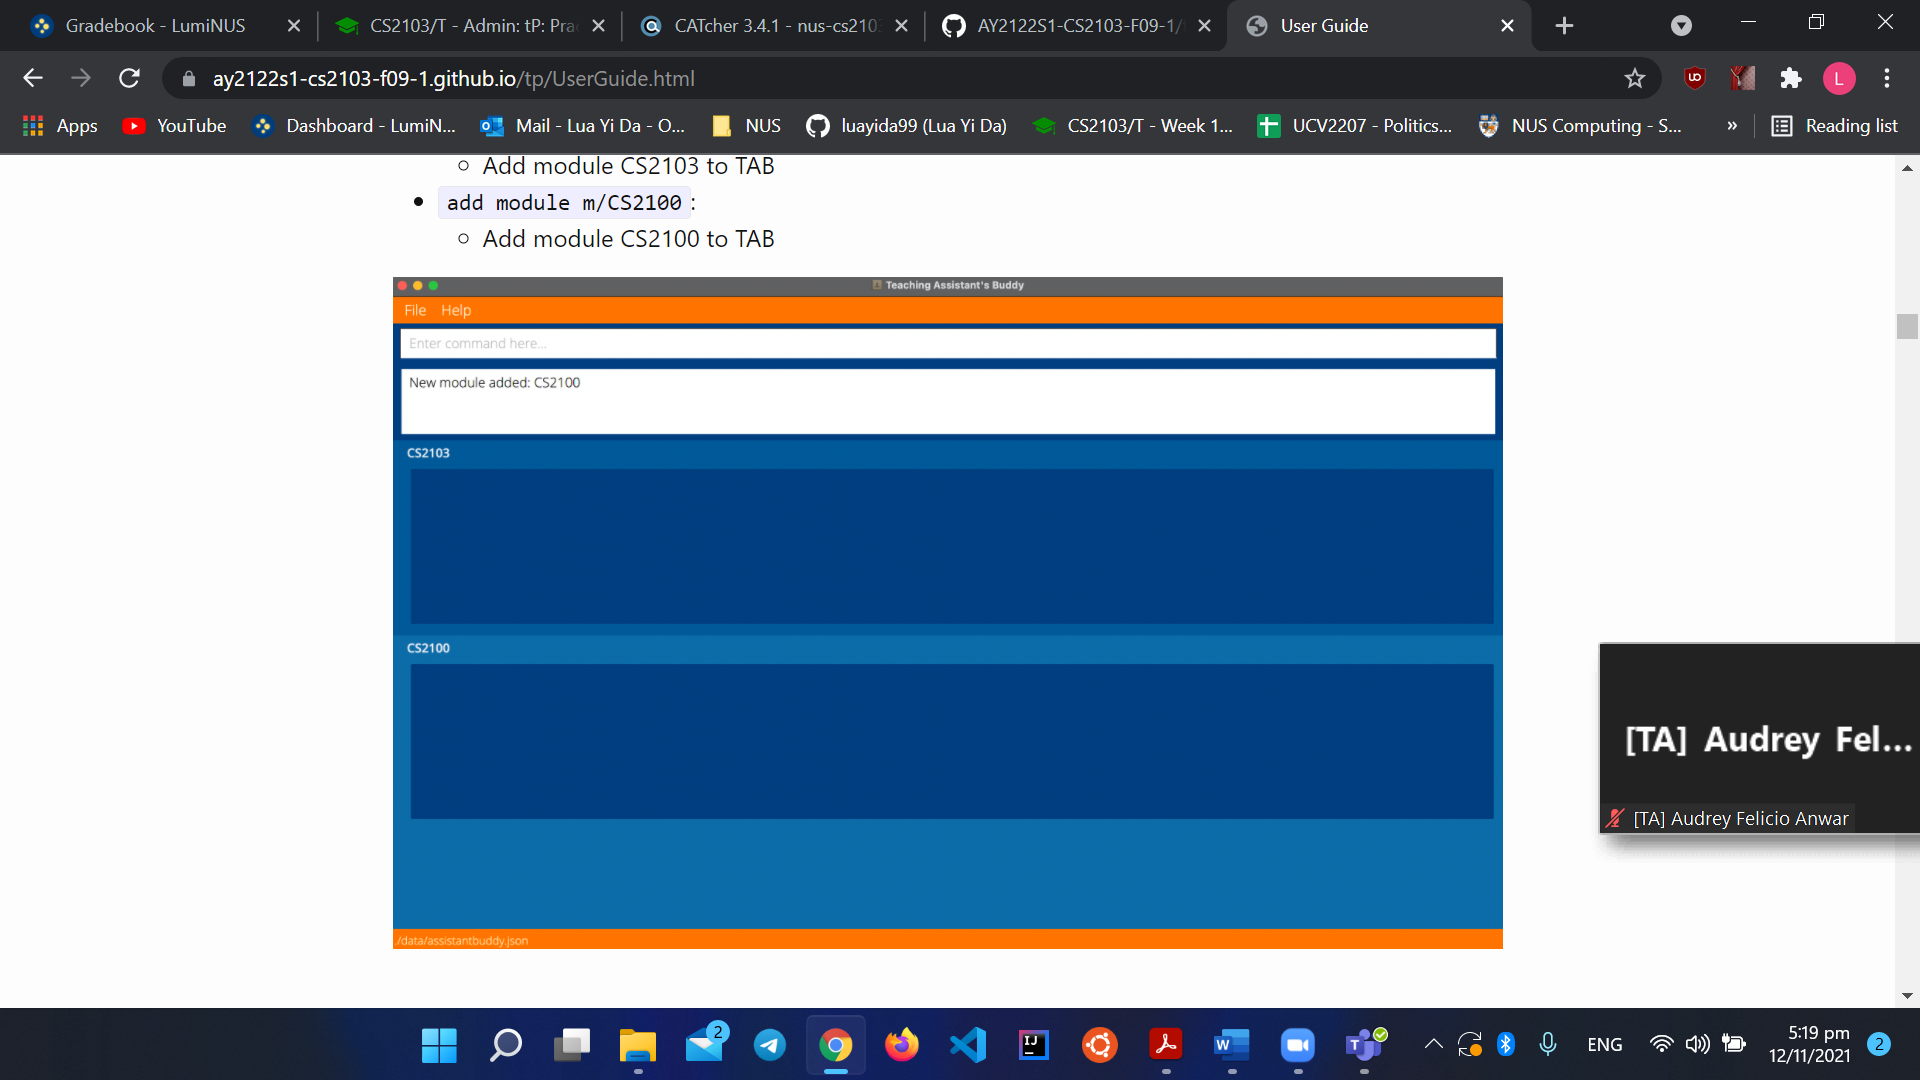 Gradebook - LumiNUS
CS2103/T - Admin: tP: Pra
CATcher 3.4.1 - nus-cs2103
AY2122S1-CS2103-F09-1/
User Guide
ay2122s1-cs2103-f09-1.github.io/tp/UserGuide.html
L
Apps
YouTube
Dashboard - LumiN...
Mail - Lua Yi Da - O...
NUS
luayida99 (Lua Yi Da)
CS2103/T - Week 1...
UCV2207 - Politics...
NUS Computing - S...
»
Reading list
Add module CS2103 to TAB
add module m/CS2100 :
Add module CS2100 to TAB
Teaching Assistant's Buddy
File Help
Enter command here...
New module added: CS2100
CS2103
CS2100
[TA] Audrey Fel...
[TA] Audrey Felicio Anwar
/data/assistantbuddy.json
2
ENG
5:19 pm
12/11/2021
2